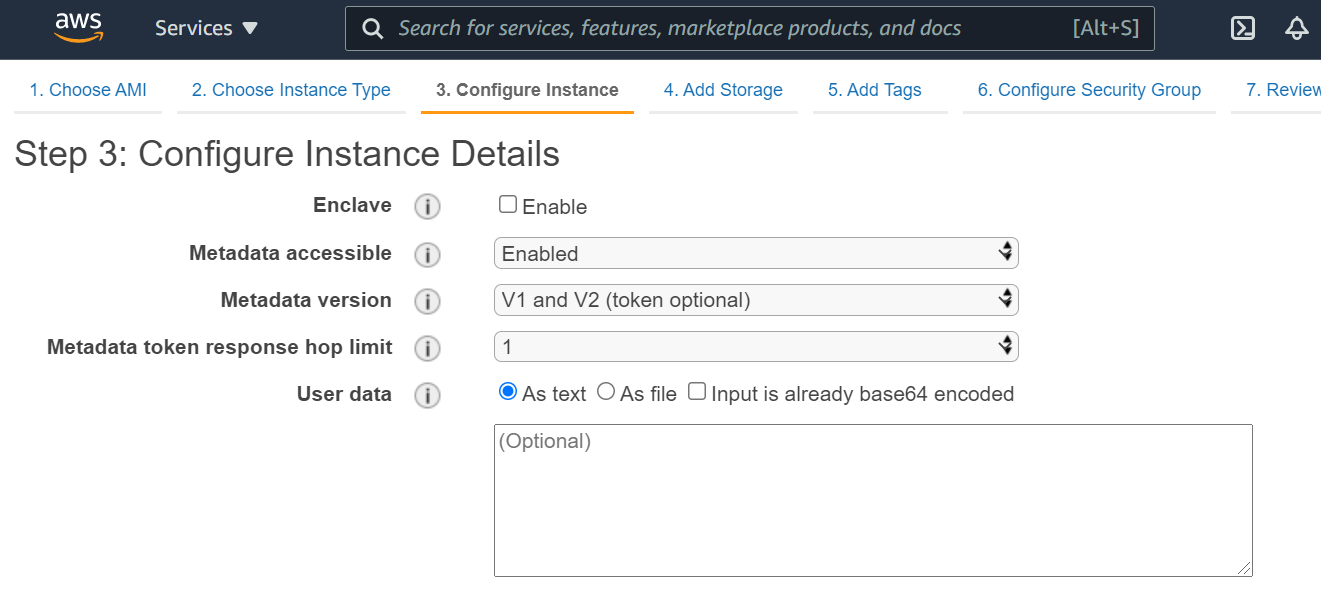 aws Services Search for services, features, marketplace products, and docs [Alt+S]
1. Choose AMI 2. Choose Instance Type 3. Configure Instance 4. Add Storage 5. Add Tags 6. Configure Security Group 7. Review
Step 3: Configure Instance Details
Enclave i Enable
Metadata accessible i Enabled
Metadata version i V1 and V2 (token optional)
Metadata token response hop limit i 1
User data i As text As file Input is already base64 encoded
(Optional)